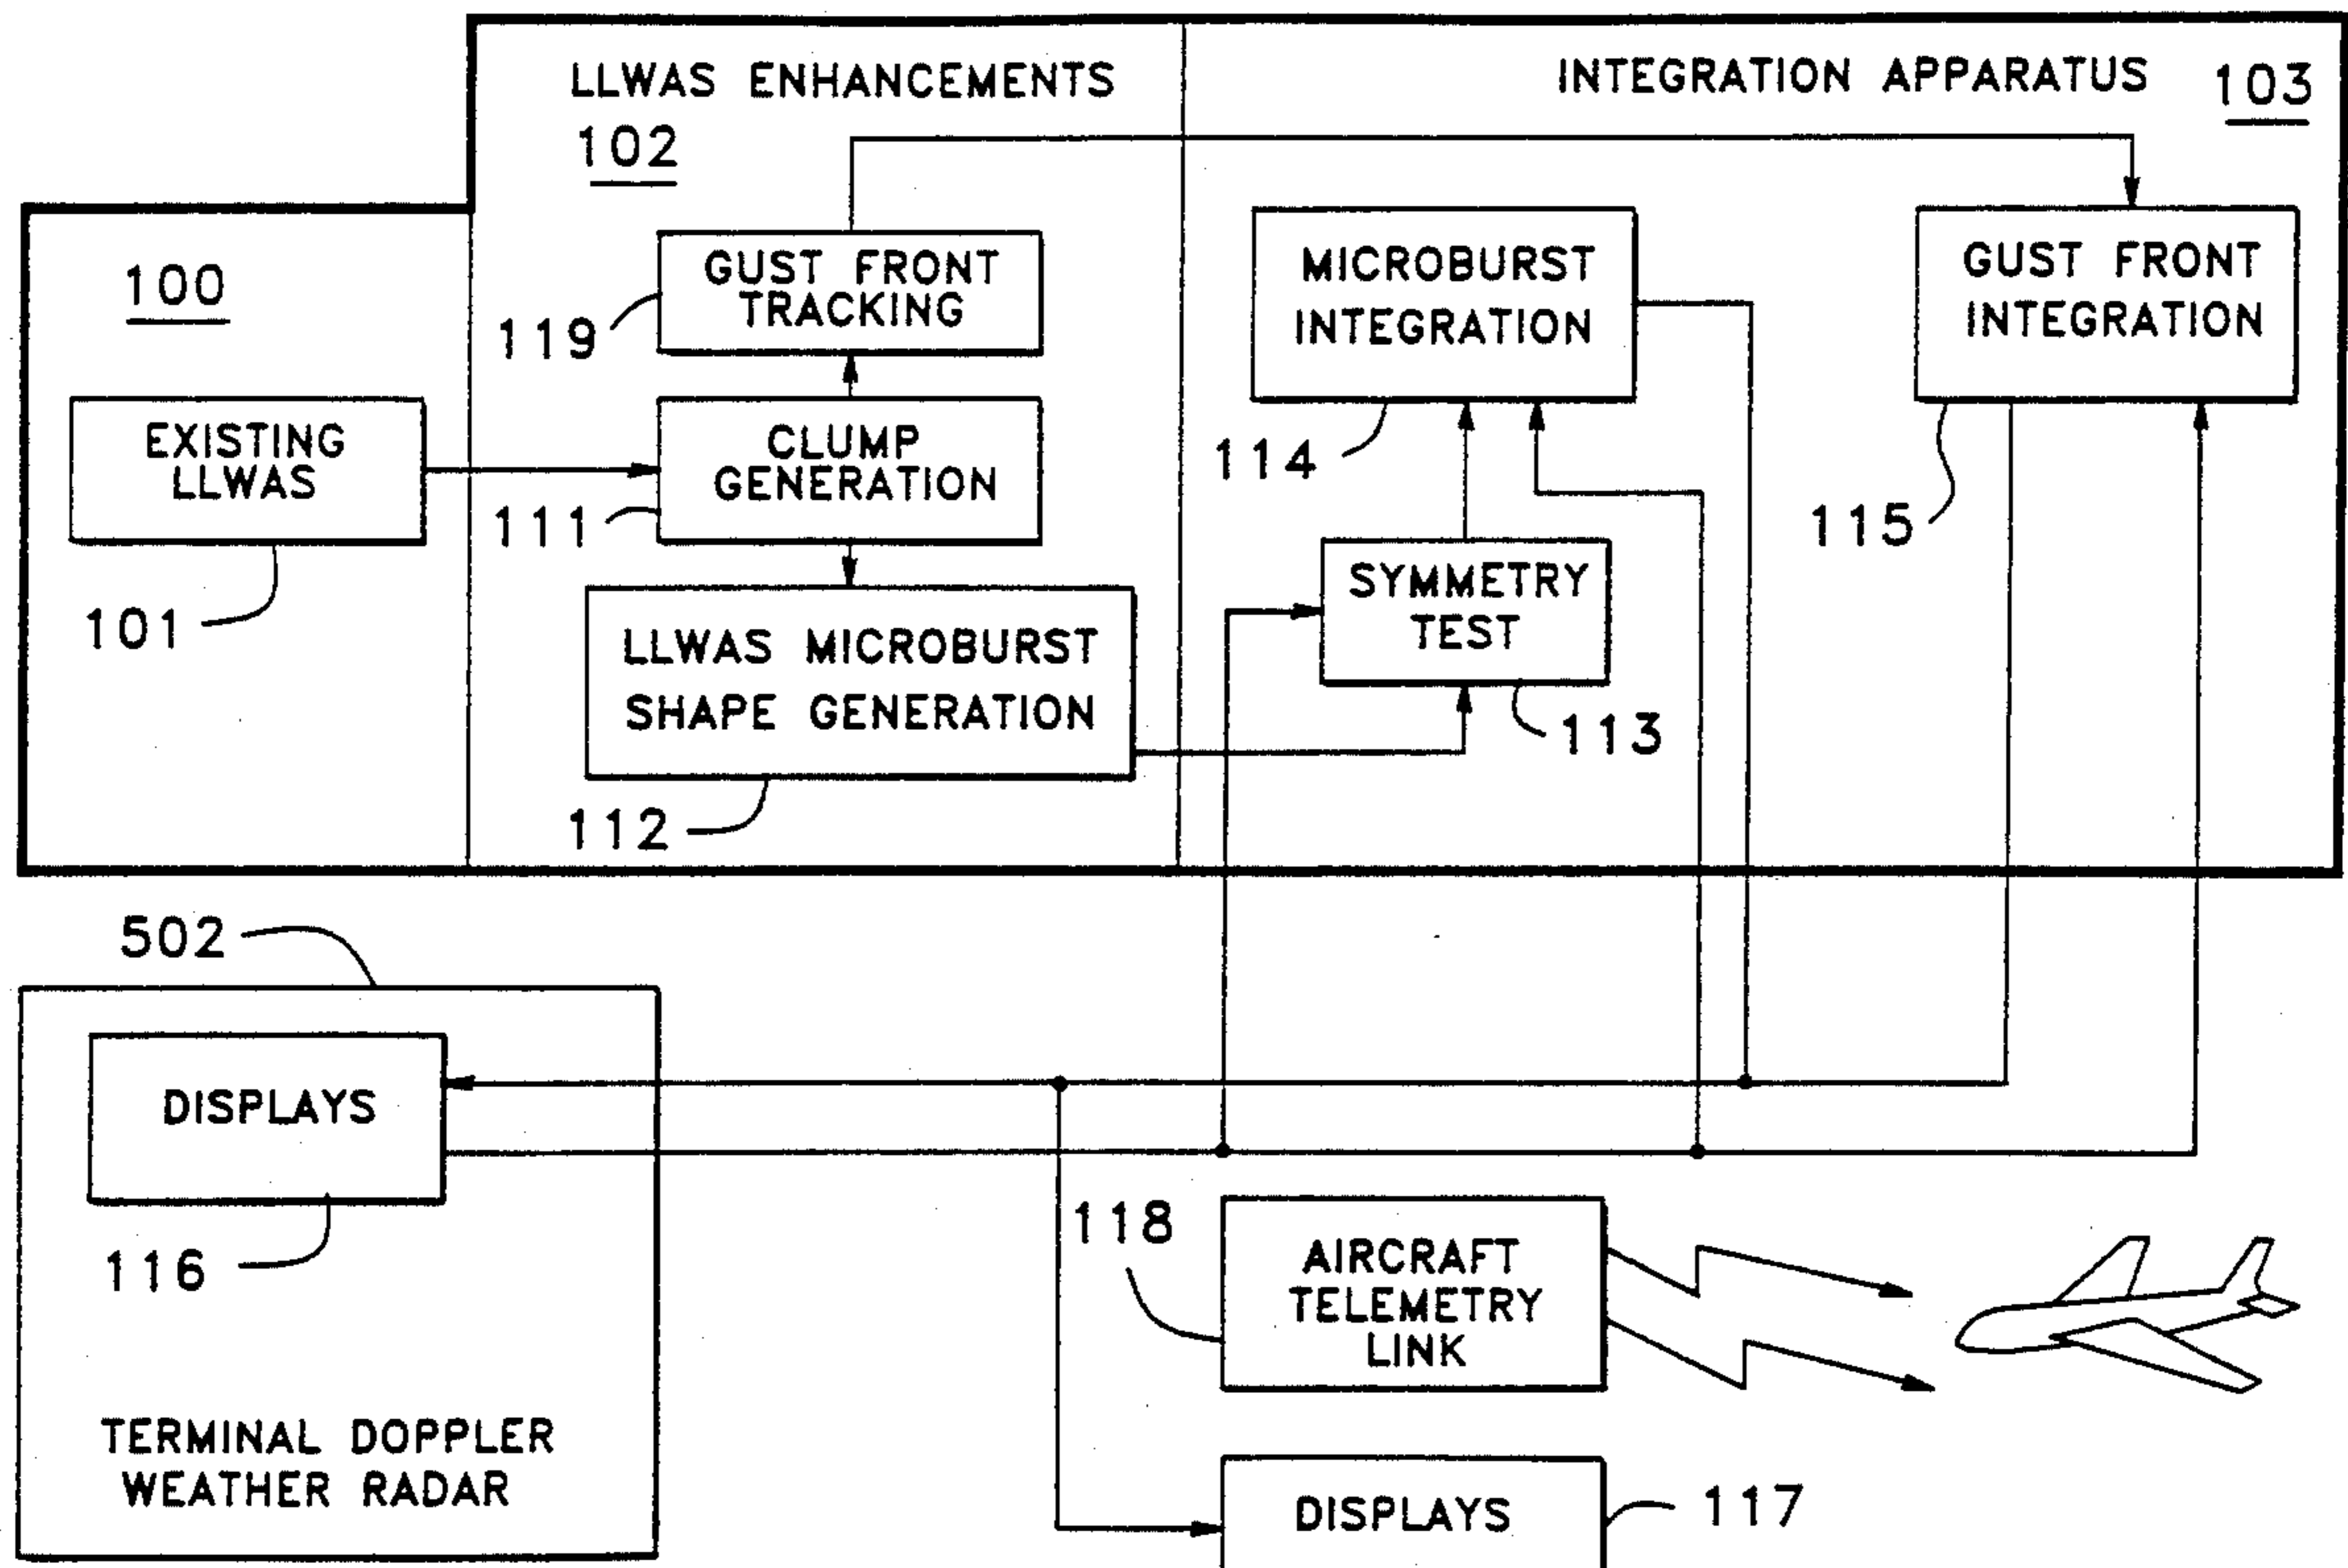 LLWAS ENHANCEMENTS
102
INTEGRATION APPARATUS
103
100
EXISTING
LLWAS
101
GUST FRONT
TRACKING
119
CLUMP
GENERATION
111
LLWAS MICROBURST
SHAPE GENERATION
112
MICROBURST
INTEGRATION
114
SYMMETRY
TEST
113
GUST FRONT
INTEGRATION
115
502
DISPLAYS
116
TERMINAL DOPPLER
WEATHER RADAR
118
AIRCRAFT
TELEMETRY
LINK
DISPLAYS
117